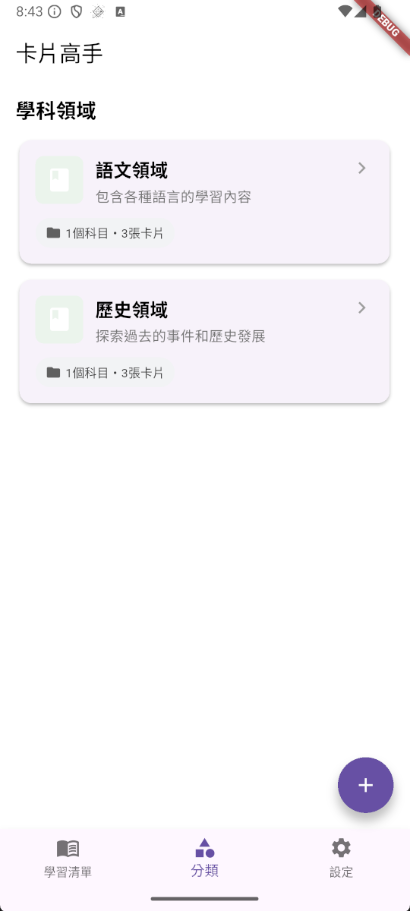 8:43
DEBUG
卡片高手
學科領域
語文領域
包含各種語言的學習內容
1個科目・3張卡片
歷史領域
探索過去的事件和歷史發展
1個科目・3張卡片
學習清單
分類
設定